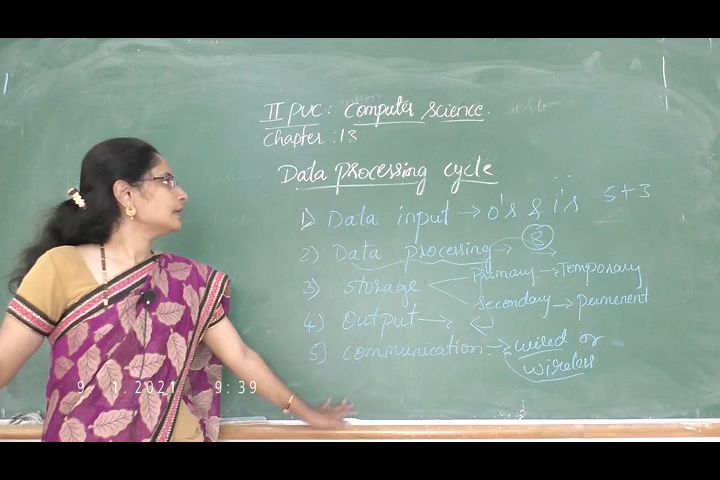 II PUC : Computer science.
Chapter : 13
Data processing cycle
1) Data input → 0's & 1's 5+3
2) Data processing → 8
3) Storage Primary → Temporary
Secondary → permenent
4) Output →
5) communication → wired or
wireless
9. 1.2021 9:39